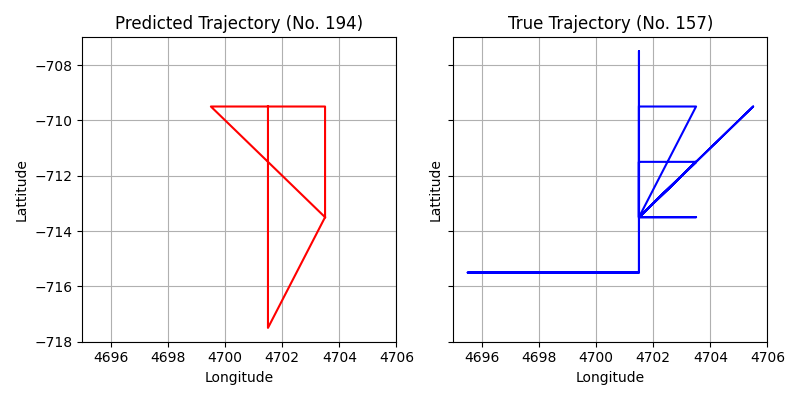 Predicted Trajectory (No. 194)
True Trajectory (No. 157)
−708
−710
−712
−714
−716
−718
Lattitude
Lattitude
4696 4698 4700 4702 4704 4706
4696 4698 4700 4702 4704 4706
Longitude
Longitude